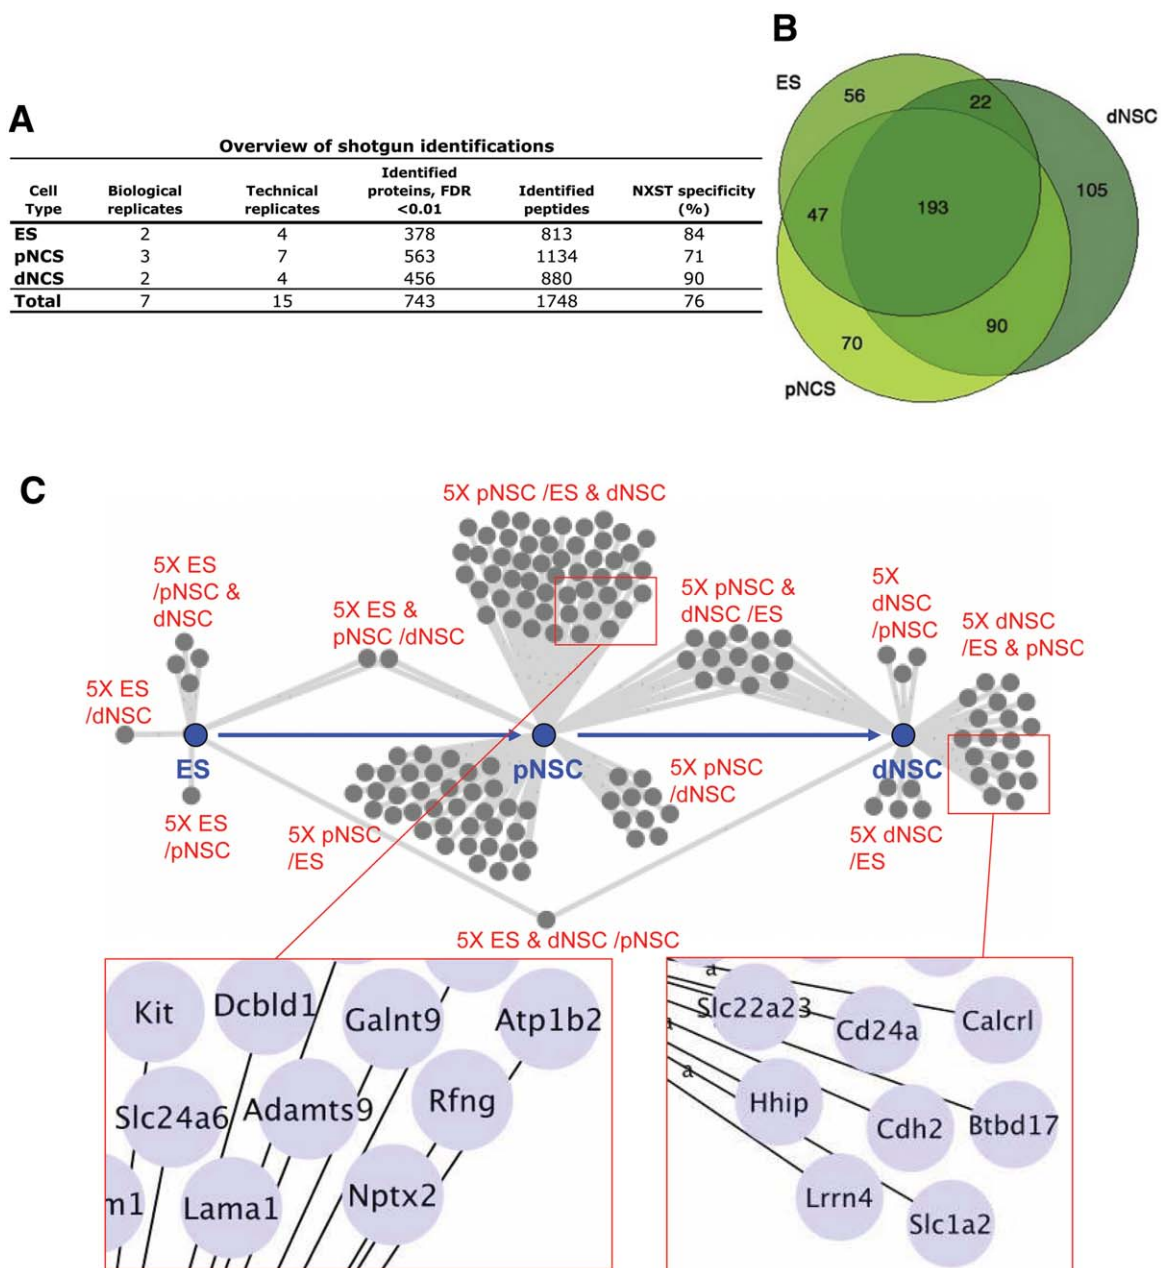 A
Overview of shotgun identifications
Cell Type Biological replicates Technical replicates Identified proteins, FDR <0.01 Identified peptides NXST specificity (%)
ES 2 4 378 813 84
pNCS 3 7 563 1134 71
dNCS 2 4 456 880 90
Total 7 15 743 1748 76
B
ES
56
22
dNSC
105
47
193
90
70
pNCS
C
5X pNSC /ES & dNSC
5X ES
/pNSC &
dNSC
5X ES &
pNSC /dNSC
5X pNSC &
dNSC /ES
5X
dNSC
/pNSC
5X dNSC
/ES & pNSC
5X ES
/dNSC
ES
pNSC
dNSC
5X ES
/pNSC
5X pNSC
/ES
5X pNSC
/dNSC
5X dNSC
/ES
5X ES & dNSC /pNSC
Kit
Dcbld1
Galnt9
Atp1b2
Slc24a6
Adamts9
Rfng
m1
Lama1
Nptx2
a
Slc22a23
Cd24a
Calcrl
a
Hhip
Cdh2
Btbd17
Lrrn4
Slc1a2